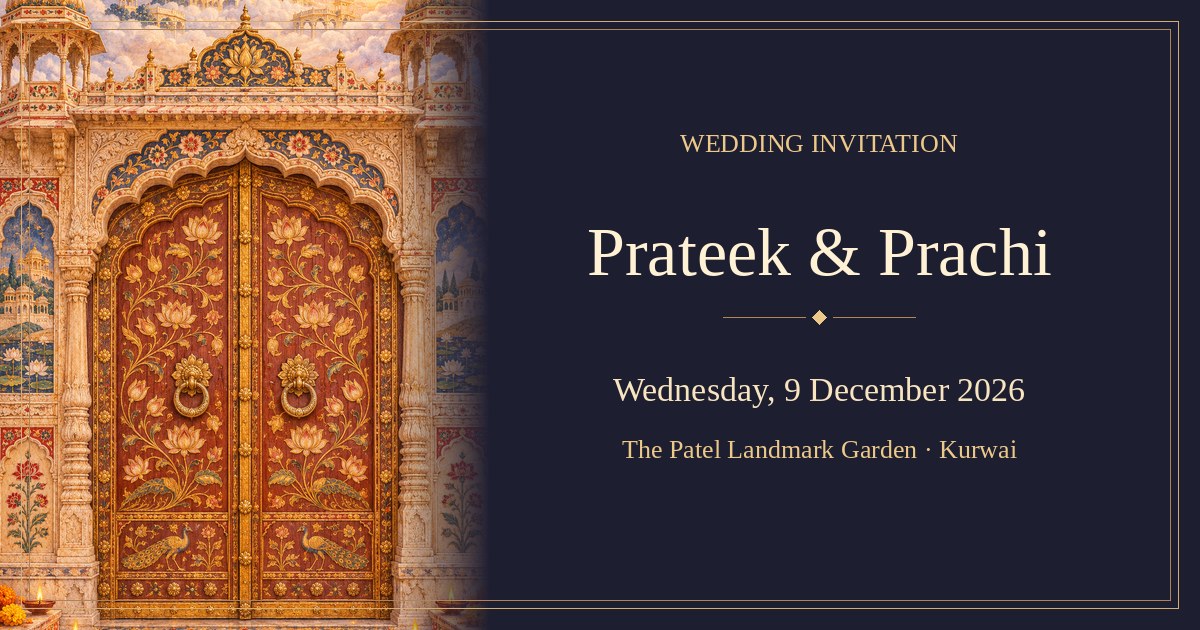 WEDDING INVITATION
Prateek & Prachi
Wednesday, 9 December 2026
The Patel Landmark Garden · Kurwai